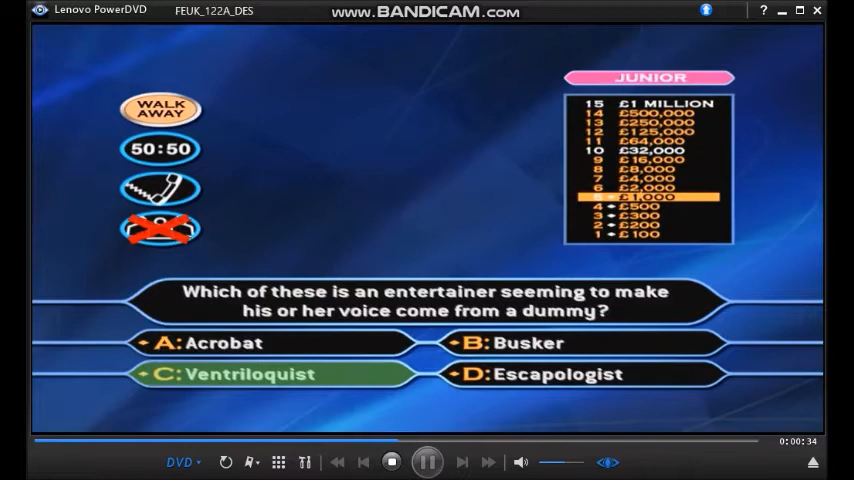 Lenovo PowerDVD
FEUK_122A_DES
www.BANDICAM.com
?
JUNIOR
WALK
AWAY
50:50
15 £1 MILLION
14 £500,000
13 £250,000
12 £125,000
11 £64,000
10 £32,000
9 £16,000
8 £8,000
7 £4,000
6 £2,000
5 £1,000
4 £500
3 £300
2 £200
1 £100
Which of these is an entertainer seeming to make
his or her voice come from a dummy?
A: Acrobat
B: Busker
C: Ventriloquist
D: Escapologist
0:00:34
DVD